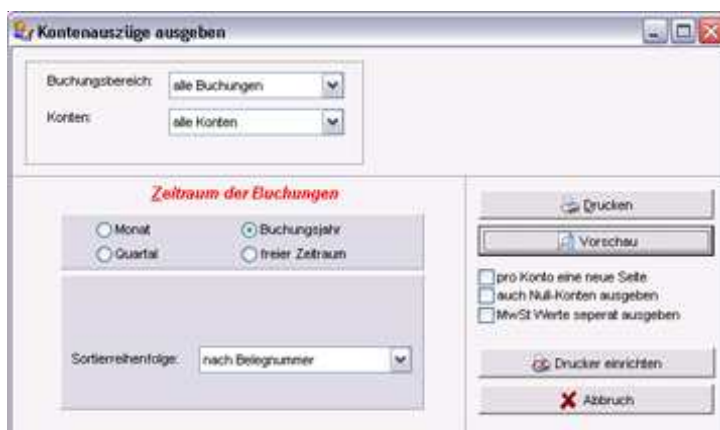 Kontenauszüge ausgeben
Buchungsbereich: alle Buchungen
Konten: alle Konten
Zeitraum der Buchungen
Monat
Buchungsjahr
Quartal
freier Zeitraum
Sortierreihenfolge: nach Belegnummer
Drucken
Vorschau
pro Konto eine neue Seite
auch Null-Konten ausgeben
MwSt Werte seperat ausgeben
Drucker einrichten
Abbruch